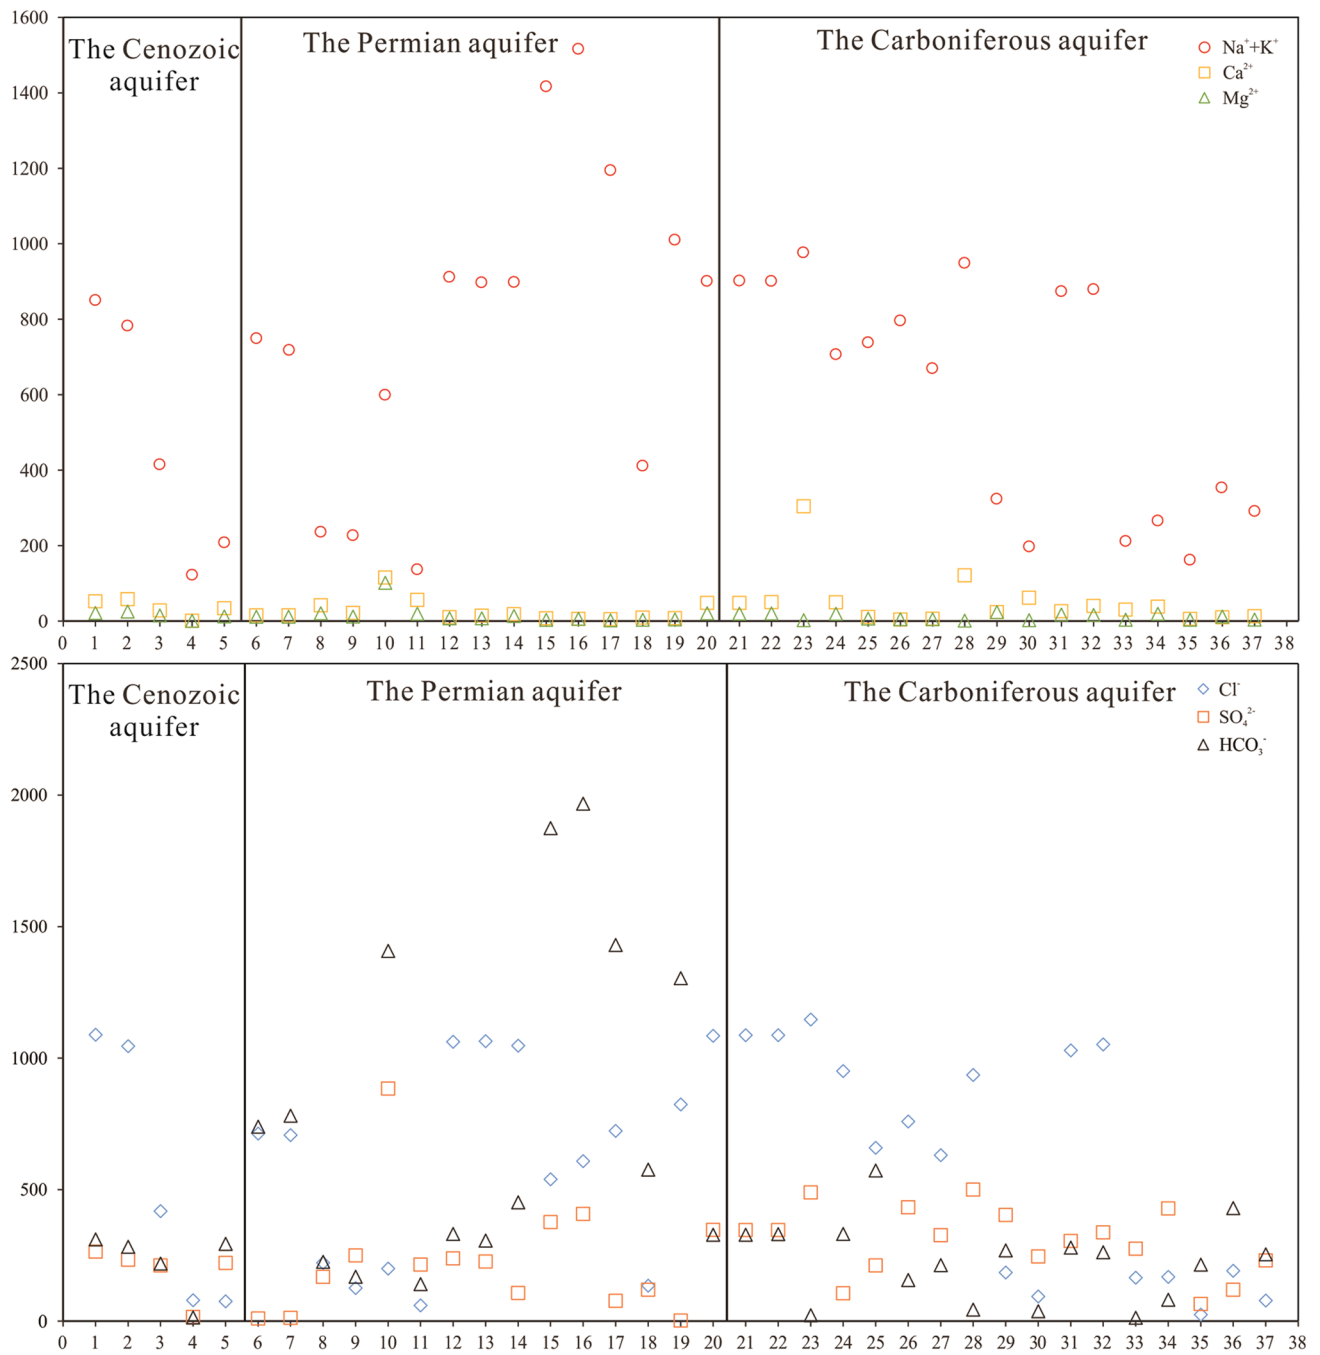 1600
1400
1200
1000
800
600
400
200
0
The Cenozoic
aquifer
The Permian aquifer
The Carboniferous aquifer
Na⁺+K⁺
Ca²⁺
Mg²⁺
0 1 2 3 4 5 6 7 8 9 10 11 12 13 14 15 16 17 18 19 20 21 22 23 24 25 26 27 28 29 30 31 32 33 34 35 36 37 38
2500
2000
1500
1000
500
0
The Cenozoic
aquifer
The Permian aquifer
The Carboniferous aquifer
Cl⁻
SO₄²⁻
HCO₃⁻
0 1 2 3 4 5 6 7 8 9 10 11 12 13 14 15 16 17 18 19 20 21 22 23 24 25 26 27 28 29 30 31 32 33 34 35 36 37 38